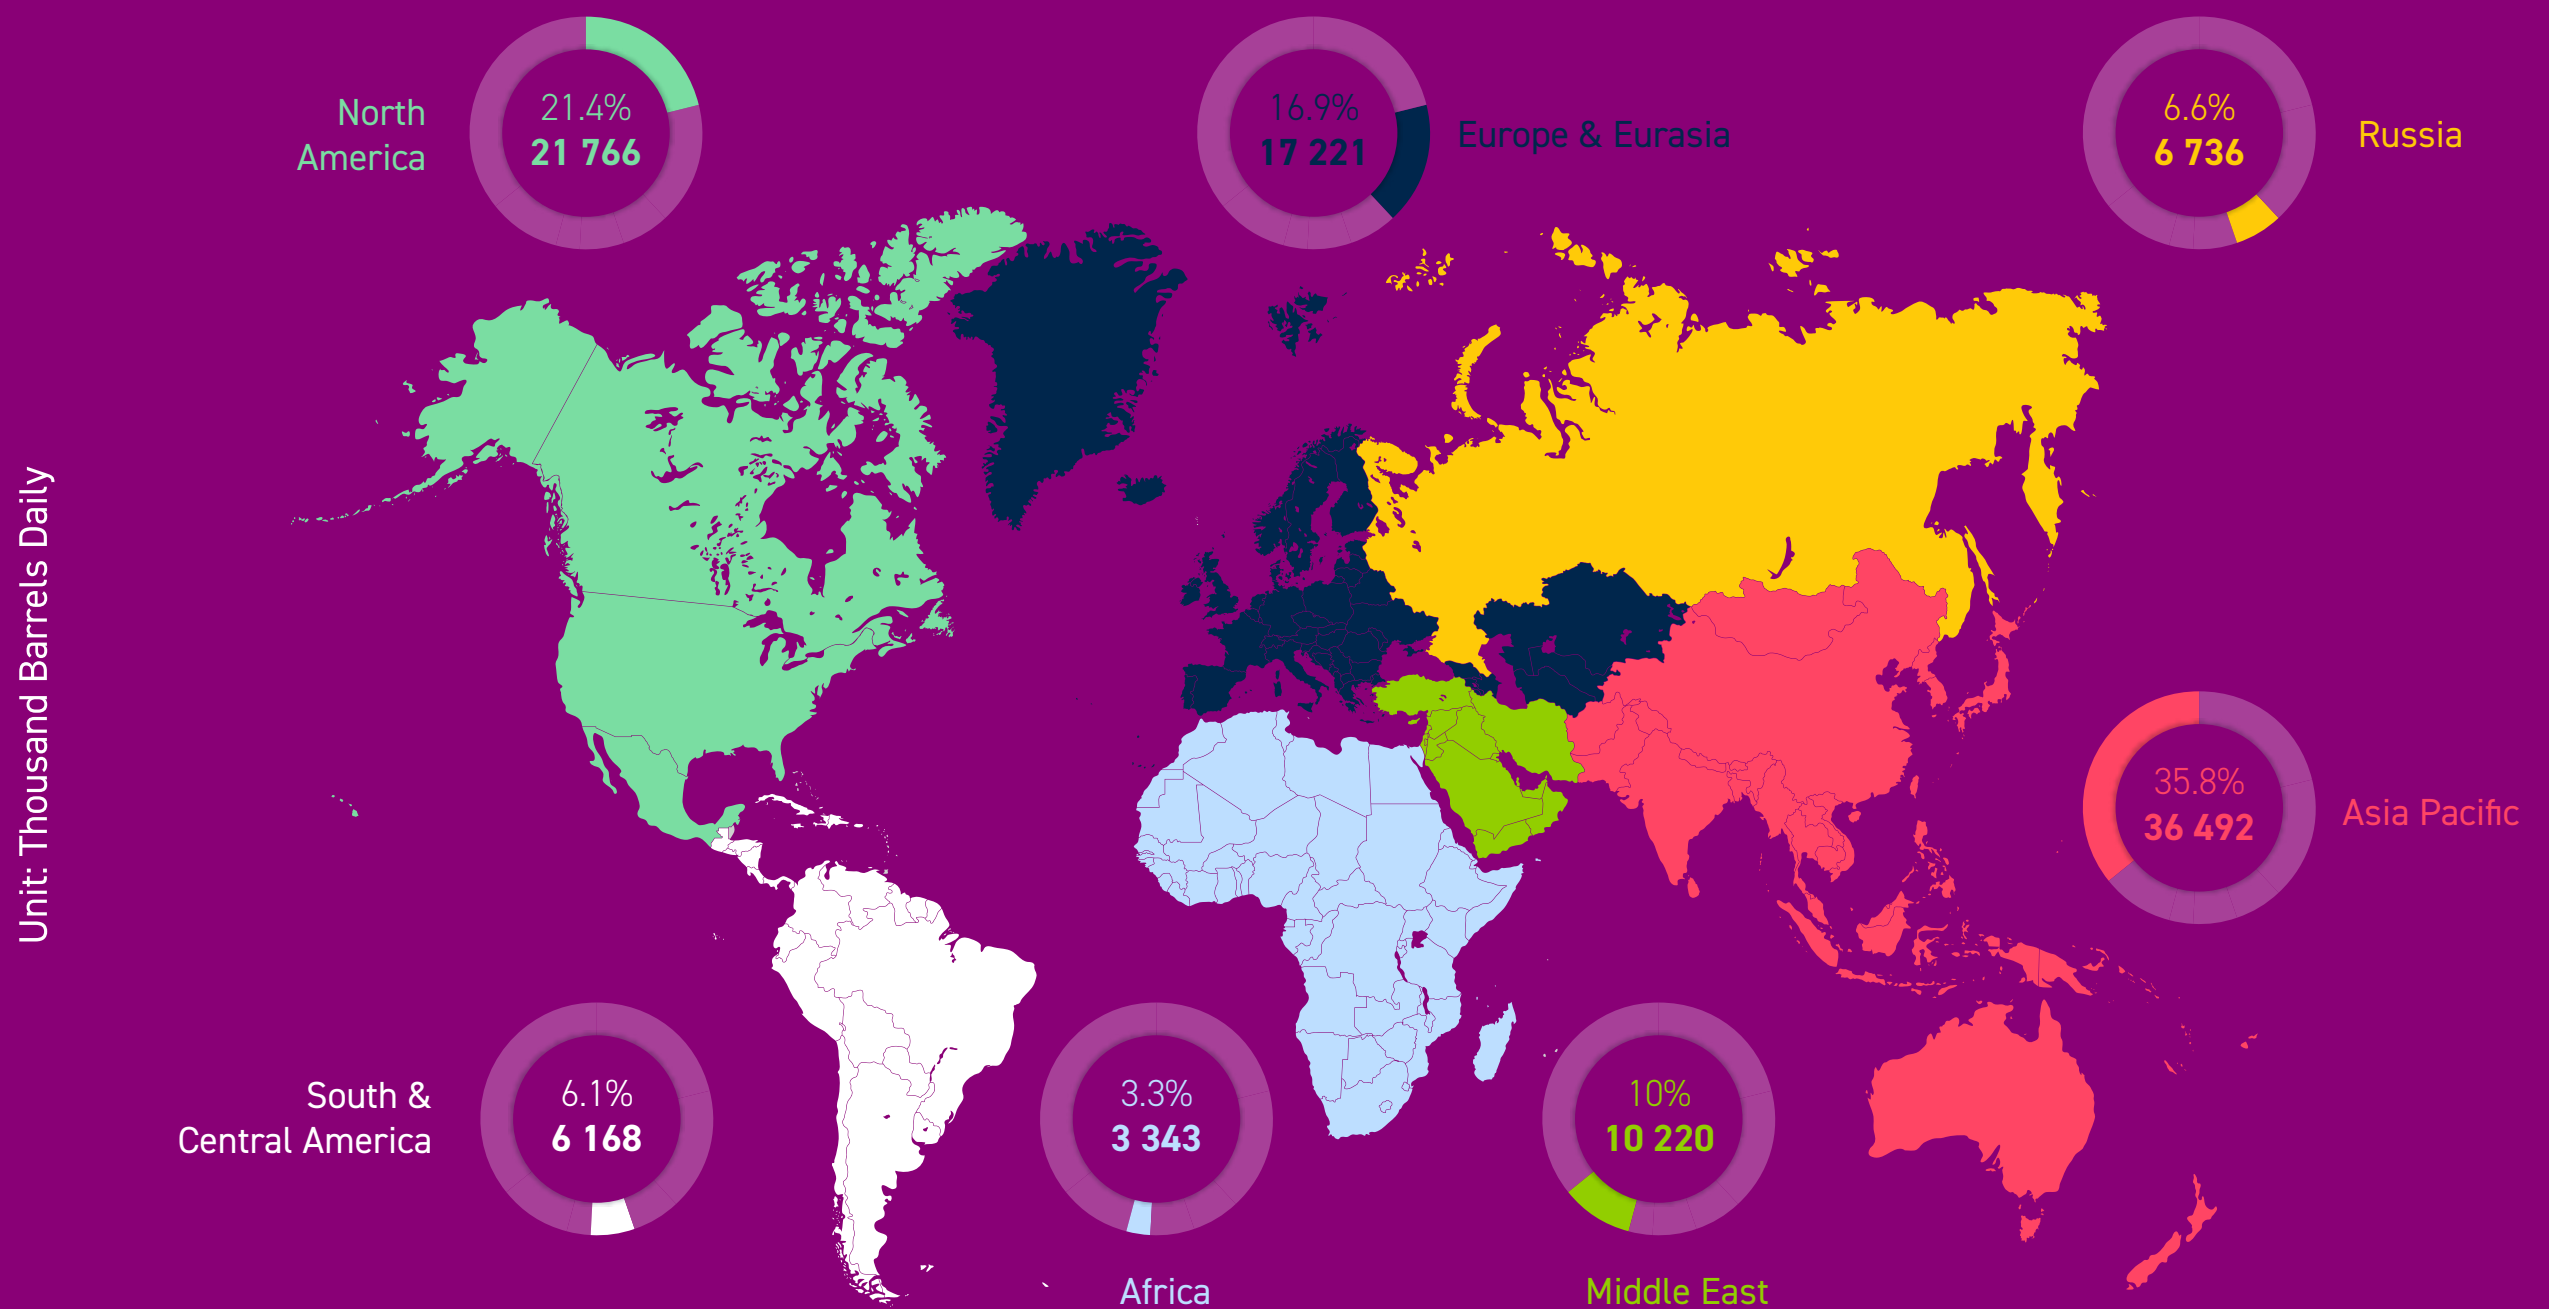 North
America
21.4%
21 766
16.9%
17 221
Europe & Eurasia
6.6%
6 736
Russia
Unit: Thousand Barrels Daily
35.8%
36 492
Asia Pacific
South &
Central America
6.1%
6 168
3.3%
3 343
Africa
10%
10 220
Middle East